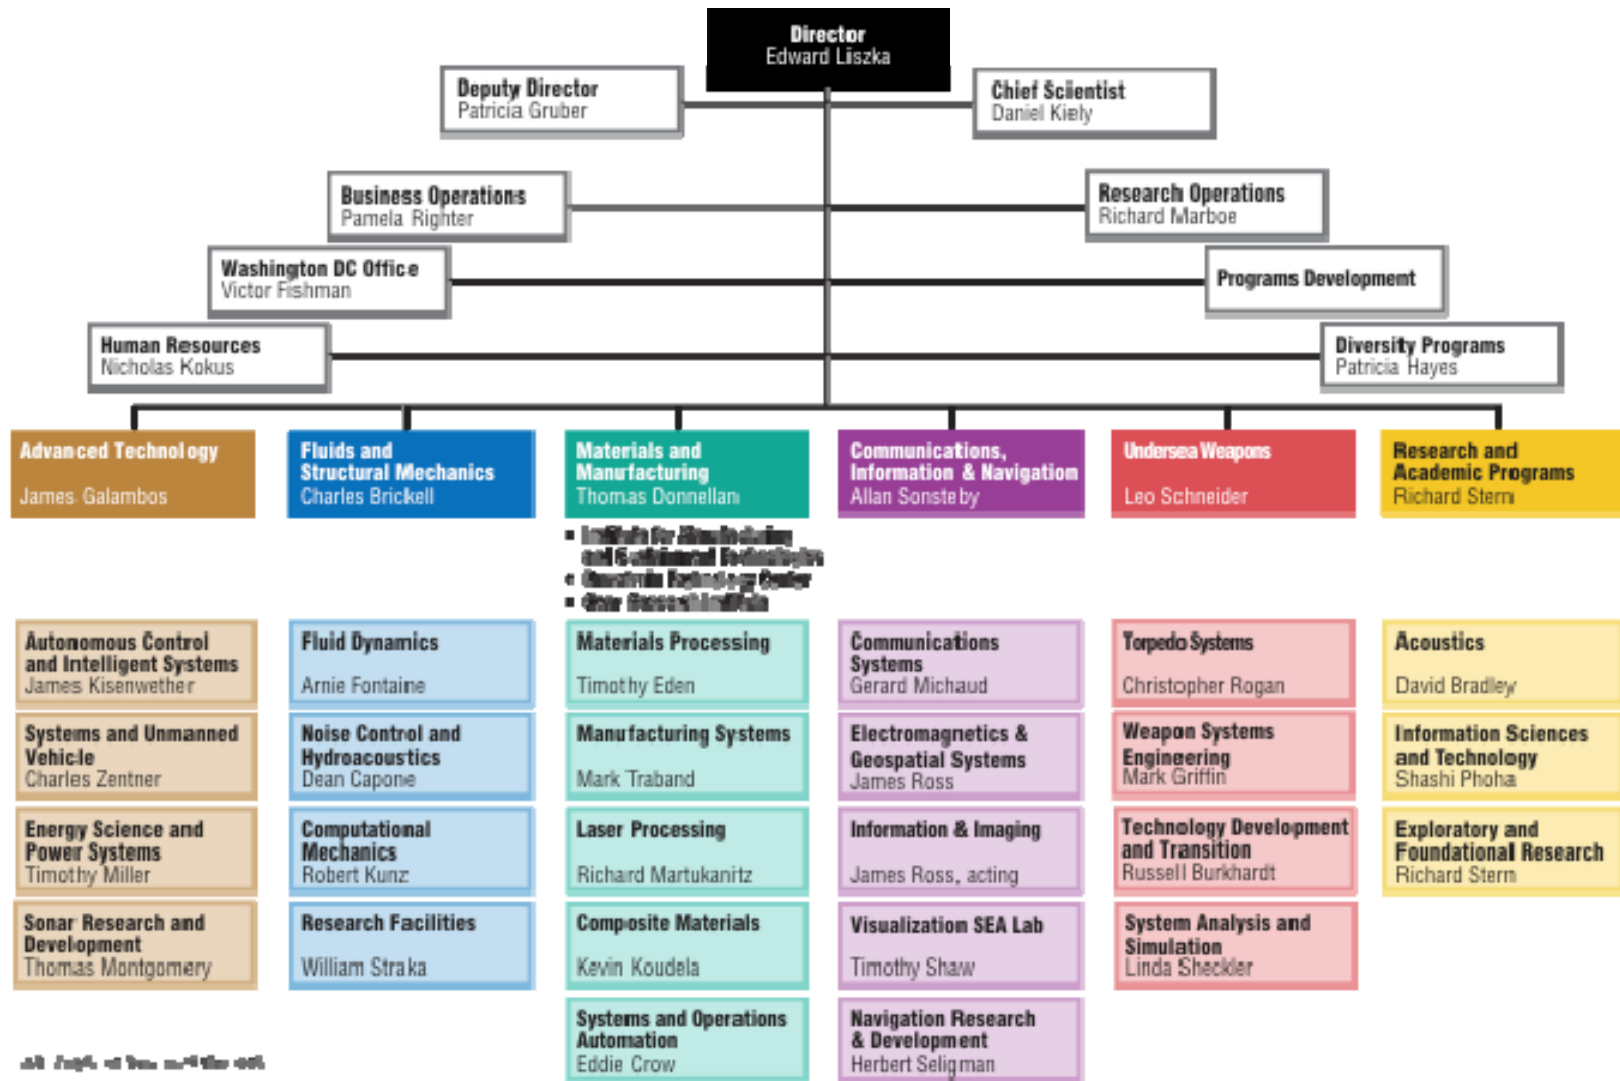 Director
Edward Liszka
Deputy Director
Patricia Gruber
Chief Scientist
Daniel Kiely
Business Operations
Pamela Righter
Research Operations
Richard Marboe
Washington DC Office
Victor Fishman
Programs Development
Human Resources
Nicholas Kokus
Diversity Programs
Patricia Hayes
Advanced Technology
James Galambos
Fluids and
Structural Mechanics
Charles Brickell
Materials and
Manufacturing
Thomas Donnellan
Communications,
Information & Navigation
Allan Sonsteby
Undersea Weapons
Leo Schneider
Research and
Academic Programs
Richard Stern
Autonomous Control
and Intelligent Systems
James Kisenwether
Fluid Dynamics
Arnie Fontaine
Materials Processing
Timothy Eden
Communications
Systems
Gerard Michaud
Torpedo Systems
Christopher Rogan
Acoustics
David Bradley
Systems and Unmanned
Vehicle
Charles Zentner
Noise Control and
Hydroacoustics
Dean Capone
Manufacturing Systems
Mark Traband
Electromagnetics &
Geospatial Systems
James Ross
Weapon Systems
Engineering
Mark Griffin
Information Sciences
and Technology
Shashi Phoha
Energy Science and
Power Systems
Timothy Miller
Computational
Mechanics
Robert Kunz
Laser Processing
Richard Martukanitz
Information & Imaging
James Ross, acting
Technology Development
and Transition
Russell Burkhardt
Exploratory and
Foundational Research
Richard Stern
Sonar Research and
Development
Thomas Montgomery
Research Facilities
William Straka
Composite Materials
Kevin Koudela
Visualization SEA Lab
Timothy Shaw
System Analysis and
Simulation
Linda Sheckler
Systems and Operations
Automation
Eddie Crow
Navigation Research
& Development
Herbert Seligman